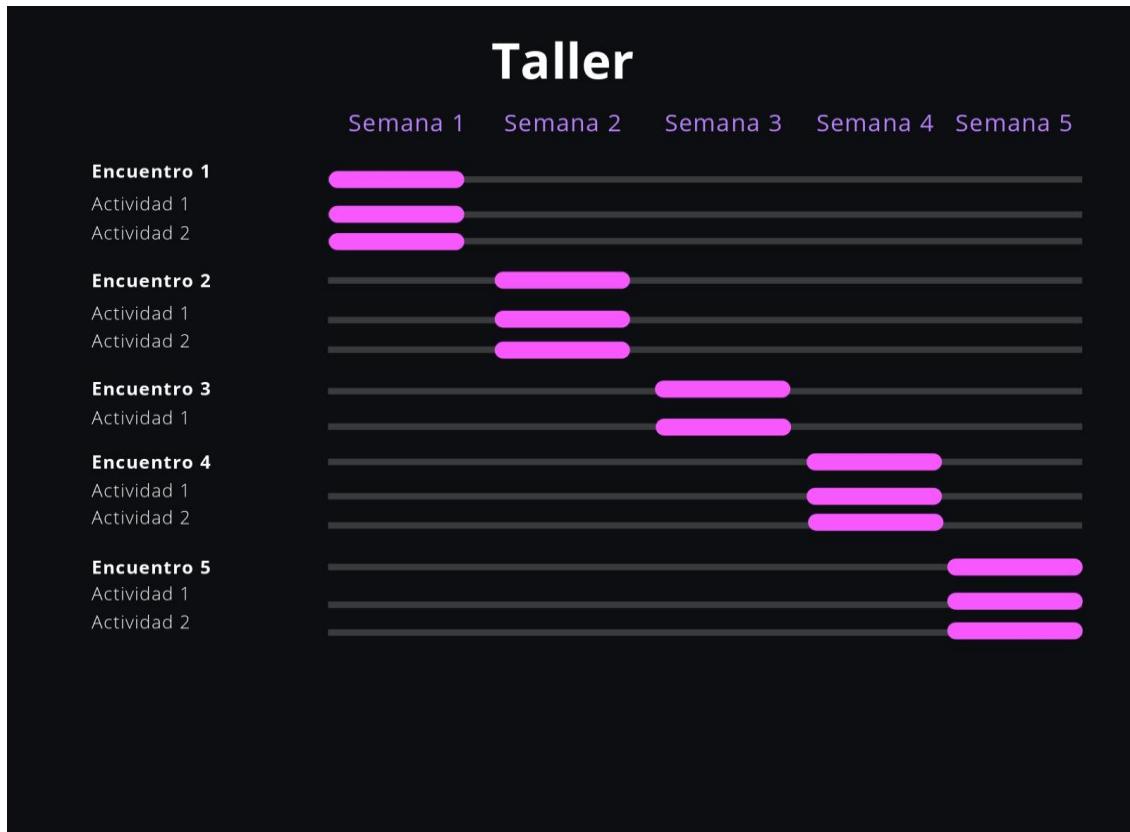 Taller
Semana 1 Semana 2 Semana 3 Semana 4 Semana 5
Encuentro 1
Actividad 1
Actividad 2
Encuentro 2
Actividad 1
Actividad 2
Encuentro 3
Actividad 1
Encuentro 4
Actividad 1
Actividad 2
Encuentro 5
Actividad 1
Actividad 2